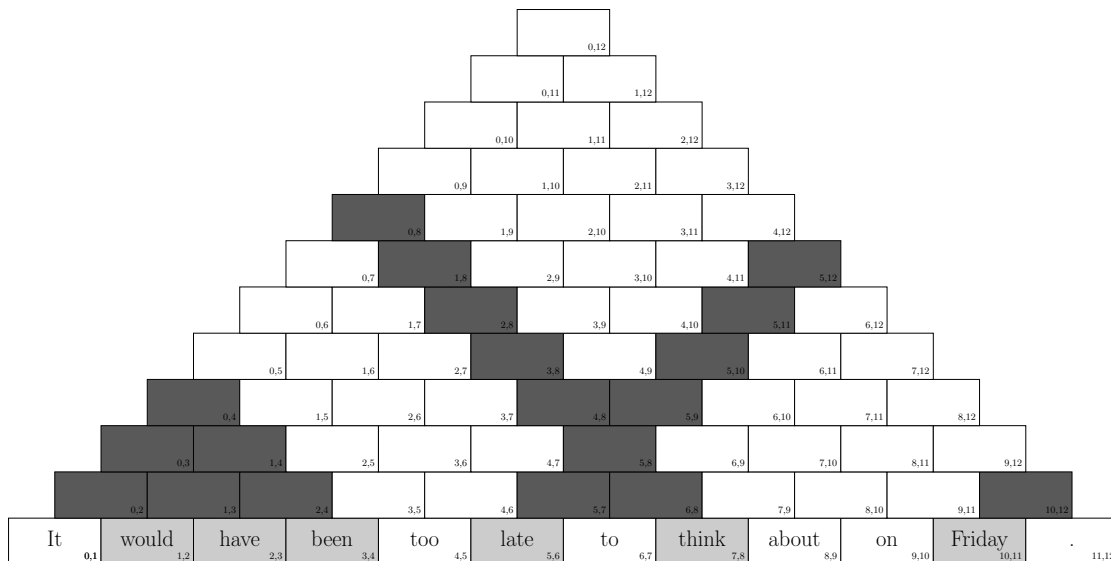 0,12
0,11 1,12
0,10 1,11 2,12
0,9 1,10 2,11 3,12
0,8 1,9 2,10 3,11 4,12
0,7 1,8 2,9 3,10 4,11 5,12
0,6 1,7 2,8 3,9 4,10 5,11 6,12
0,5 1,6 2,7 3,8 4,9 5,10 6,11 7,12
0,4 1,5 2,6 3,7 4,8 5,9 6,10 7,11 8,12
0,3 1,4 2,5 3,6 4,7 5,8 6,9 7,10 8,11 9,12
0,2 1,3 2,4 3,5 4,6 5,7 6,8 7,9 8,10 9,11 10,12
It would have been too late to think about on Friday .
0,1 1,2 2,3 3,4 4,5 5,6 6,7 7,8 8,9 9,10 10,11 11,12